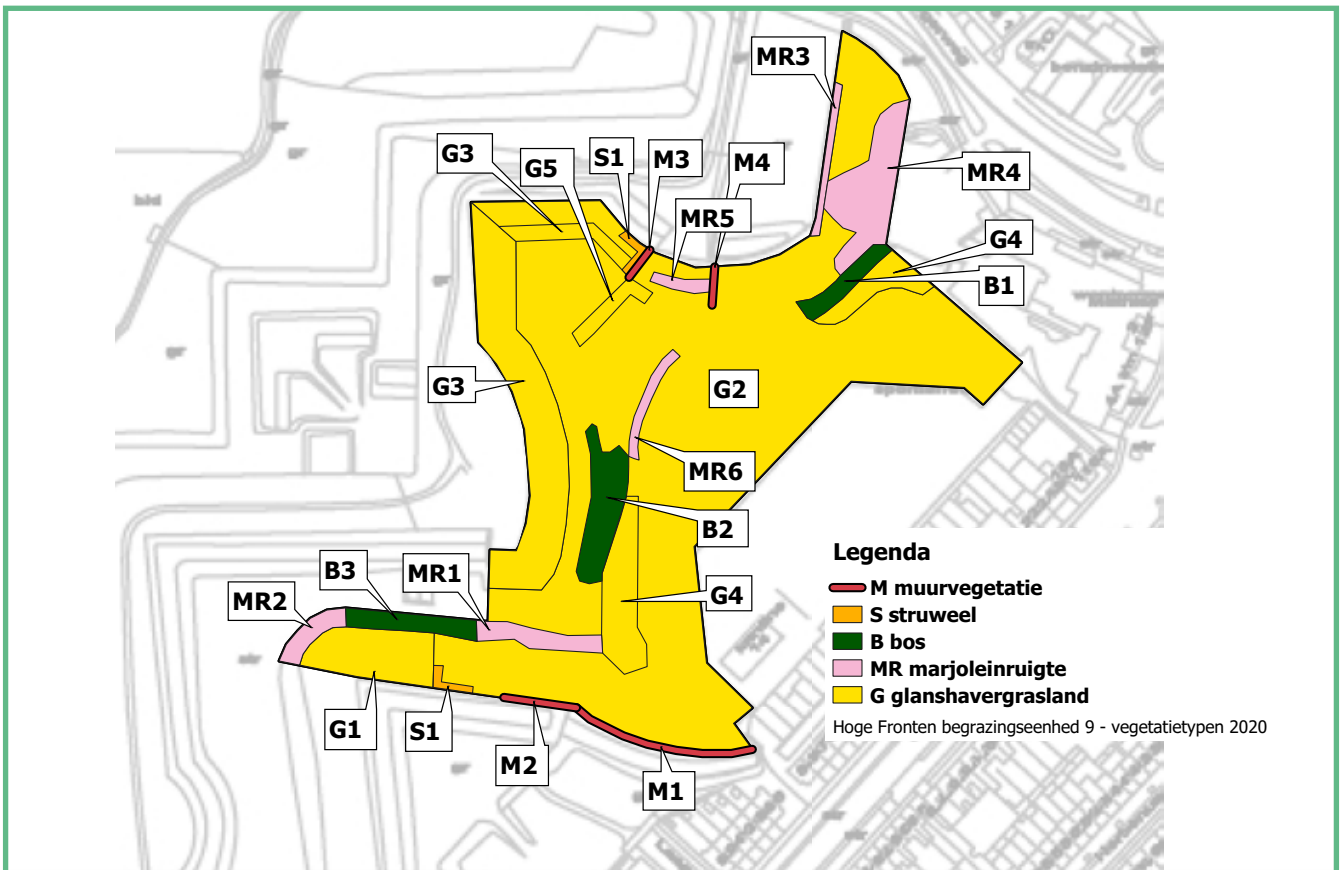 MR3
G3
S1
M3
M4
G5
MR4
MR5
G4
B1
G3
G2
MR6
B2
B3
MR1
MR2
G4
G1
S1
M2
M1
Legenda
M muurvegetatie
S struweel
B bos
MR marjoleinruigte
G glanshavergrasland
Hoge Fronten begrazingseenhed 9 - vegetatietypen 2020